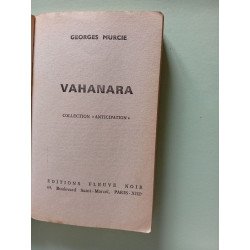 GEORGES MURCIE
VAHANARA
COLLECTION « ANTICIPATION »
EDITIONS FLEUVE NOIR
69, Boulevard Saint-Marcel, PARIS-XIIIe